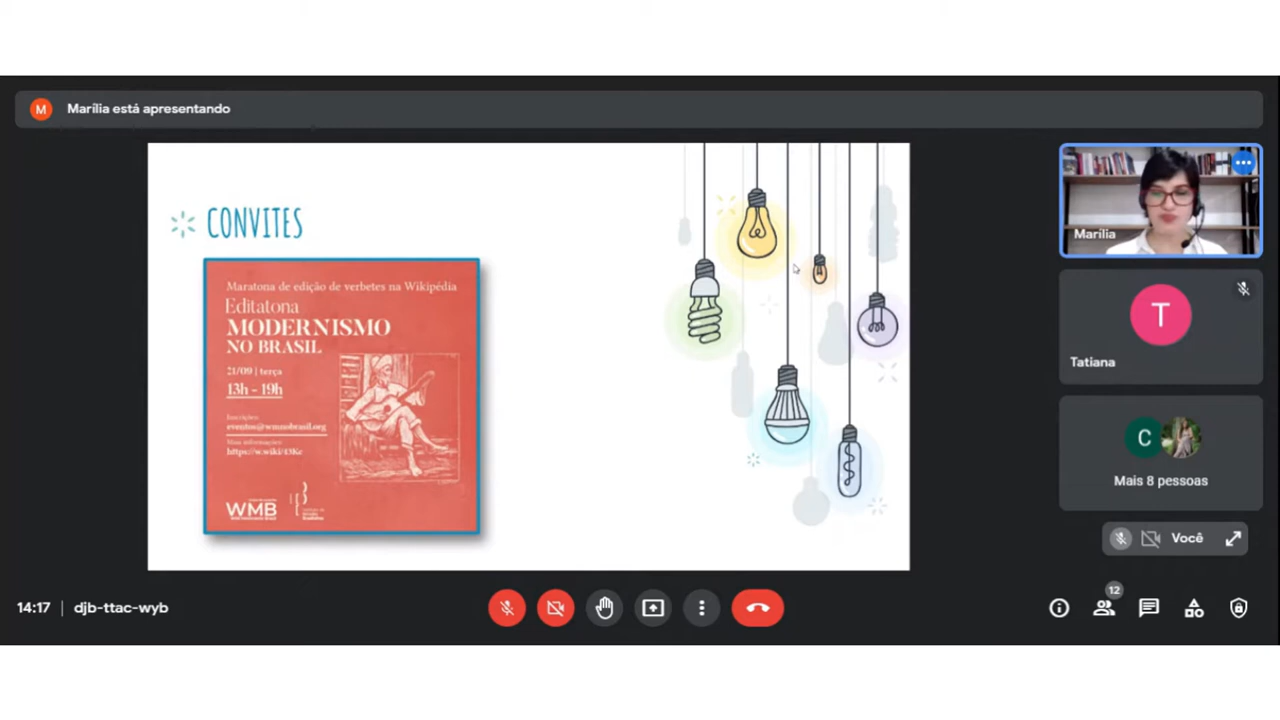 M
Marília está apresentando
CONVITES
Maratona de edição de verbetes na Wikipédia
Editatona
MODERNISMO
NO BRASIL
21/09 | terça
13h - 19h
Inscrições:
eventos@wmnobrasil.org
Mais informações:
https://w.wiki/43Ke
WMB
Marília
T
Tatiana
C
Mais 8 pessoas
Você
14:17
djb-ttac-wyb
12